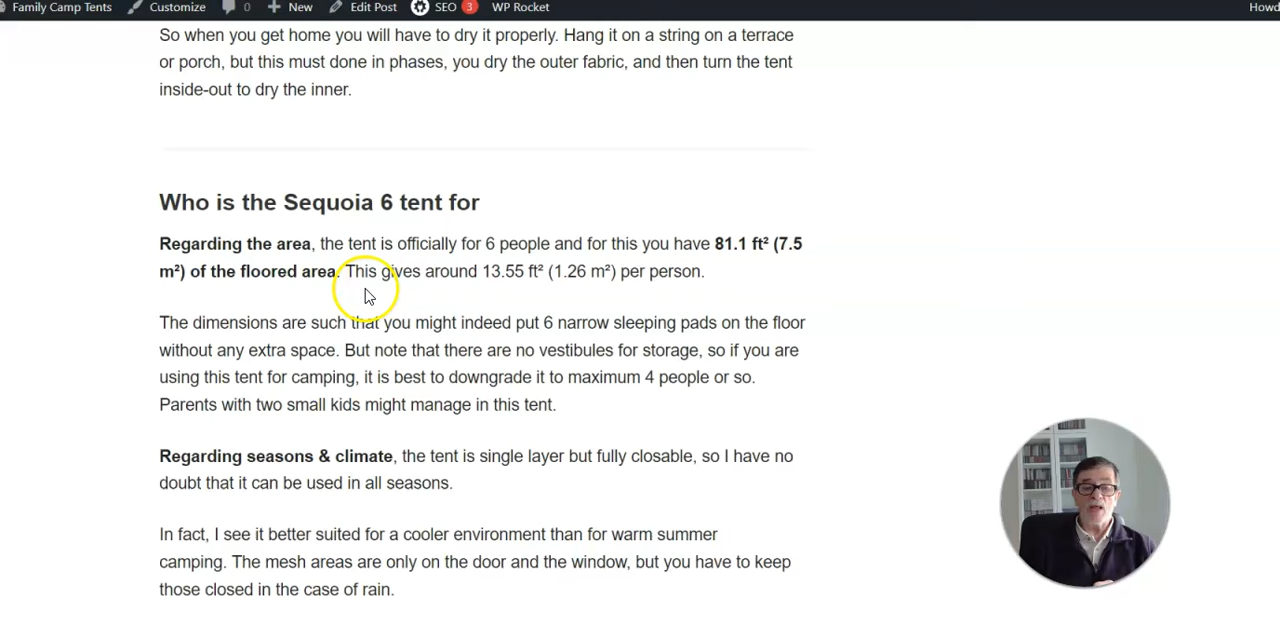 Family Camp Tents Customize 0 New Edit Post SEO 3 WP Rocket Howd
So when you get home you will have to dry it properly. Hang it on a string on a terrace
or porch, but this must done in phases, you dry the outer fabric, and then turn the tent
inside-out to dry the inner.
Who is the Sequoia 6 tent for
Regarding the area, the tent is officially for 6 people and for this you have 81.1 ft² (7.5
m²) of the floored area. This gives around 13.55 ft² (1.26 m²) per person.
The dimensions are such that you might indeed put 6 narrow sleeping pads on the floor
without any extra space. But note that there are no vestibules for storage, so if you are
using this tent for camping, it is best to downgrade it to maximum 4 people or so.
Parents with two small kids might manage in this tent.
Regarding seasons & climate, the tent is single layer but fully closable, so I have no
doubt that it can be used in all seasons.
In fact, I see it better suited for a cooler environment than for warm summer
camping. The mesh areas are only on the door and the window, but you have to keep
those closed in the case of rain.